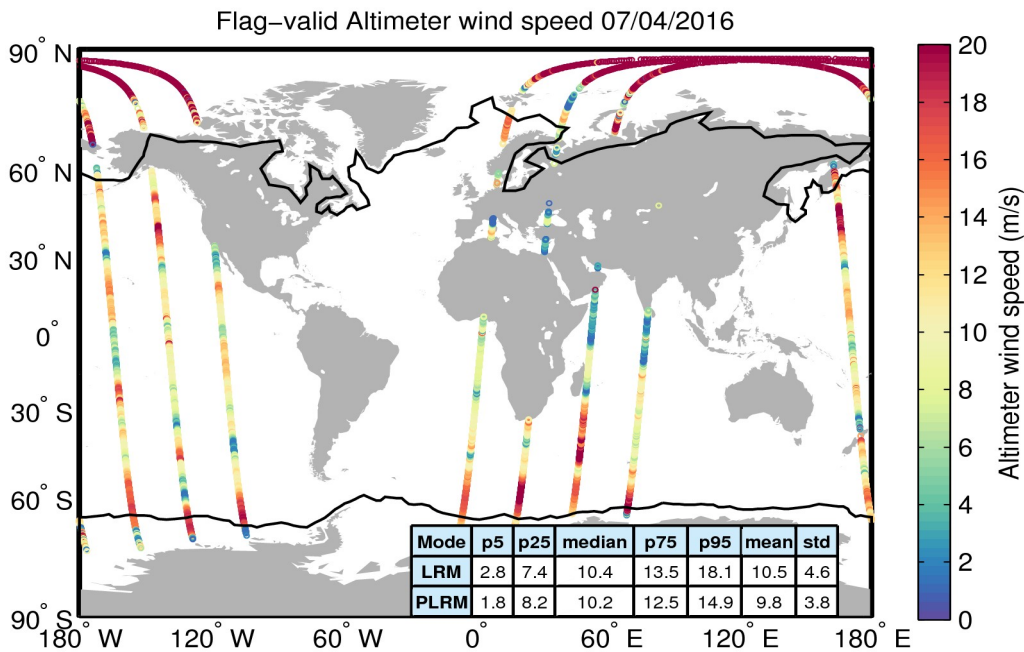 Flag−valid Altimeter wind speed 07/04/2016
90° N
60° N
30° N
0°
30° S
60° S
90° S
180° W
120° W
60° W
0°
60° E
120° E
180° E
Mode p5 p25 median p75 p95 mean std
LRM 2.8 7.4 10.4 13.5 18.1 10.5 4.6
PLRM 1.8 8.2 10.2 12.5 14.9 9.8 3.8
20
18
16
14
12
10
8
6
4
2
0
Altimeter wind speed (m/s)